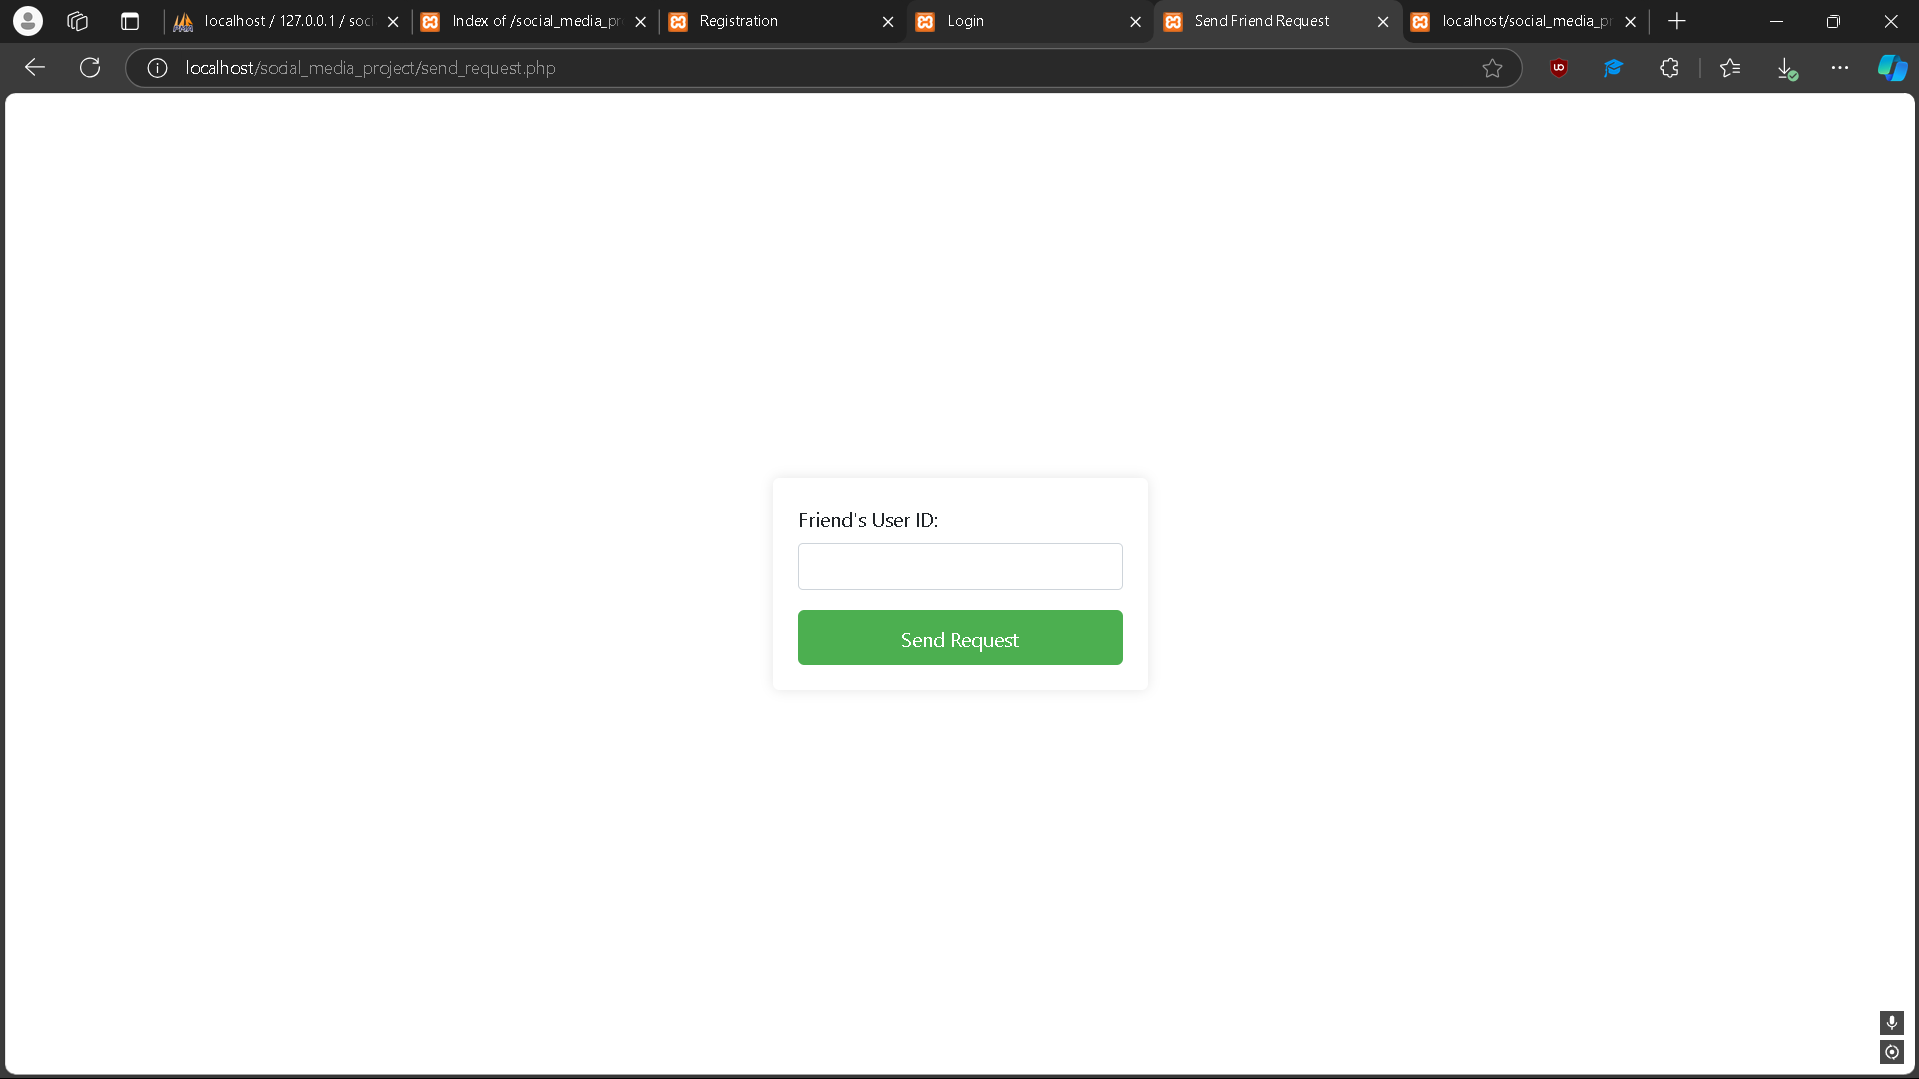 localhost / 127.0.0.1 / soci
Index of /social_media_pr
Registration
Login
Send Friend Request
localhost/social_media_pr
localhost/social_media_project/send_request.php
Friend's User ID:
Send Request